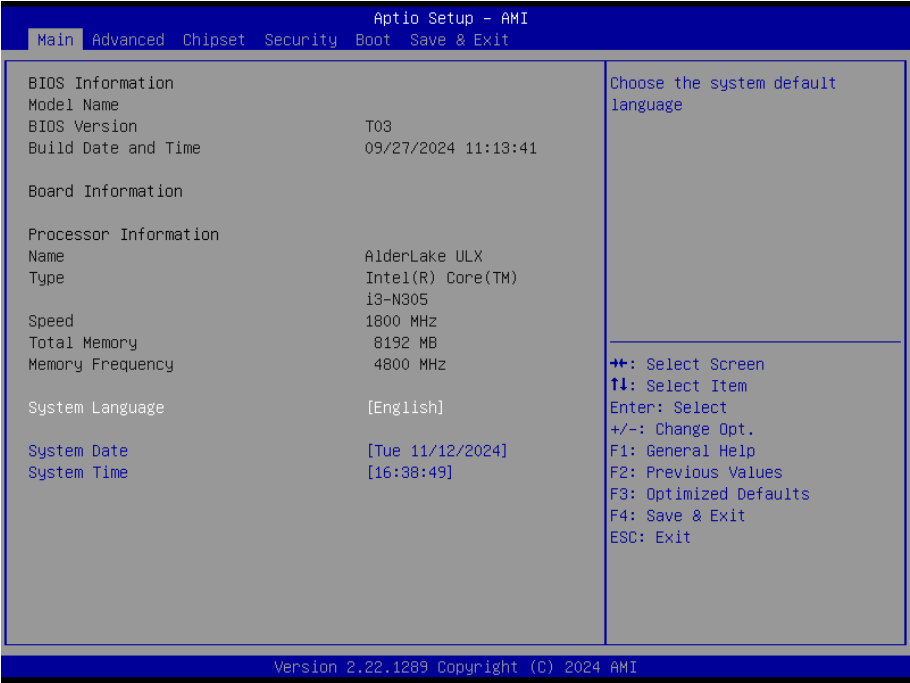 Aptio Setup – AMI
Main Advanced Chipset Security Boot Save & Exit
BIOS Information
Model Name
BIOS Version T03
Build Date and Time 09/27/2024 11:13:41
Board Information
Processor Information
Name AlderLake ULX
Type Intel(R) Core(TM)
i3-N305
Speed 1800 MHz
Total Memory 8192 MB
Memory Frequency 4800 MHz
System Language [English]
System Date [Tue 11/12/2024]
System Time [16:38:49]
Choose the system default
language
→←: Select Screen
↑↓: Select Item
Enter: Select
+/-: Change Opt.
F1: General Help
F2: Previous Values
F3: Optimized Defaults
F4: Save & Exit
ESC: Exit
Version 2.22.1289 Copyright (C) 2024 AMI